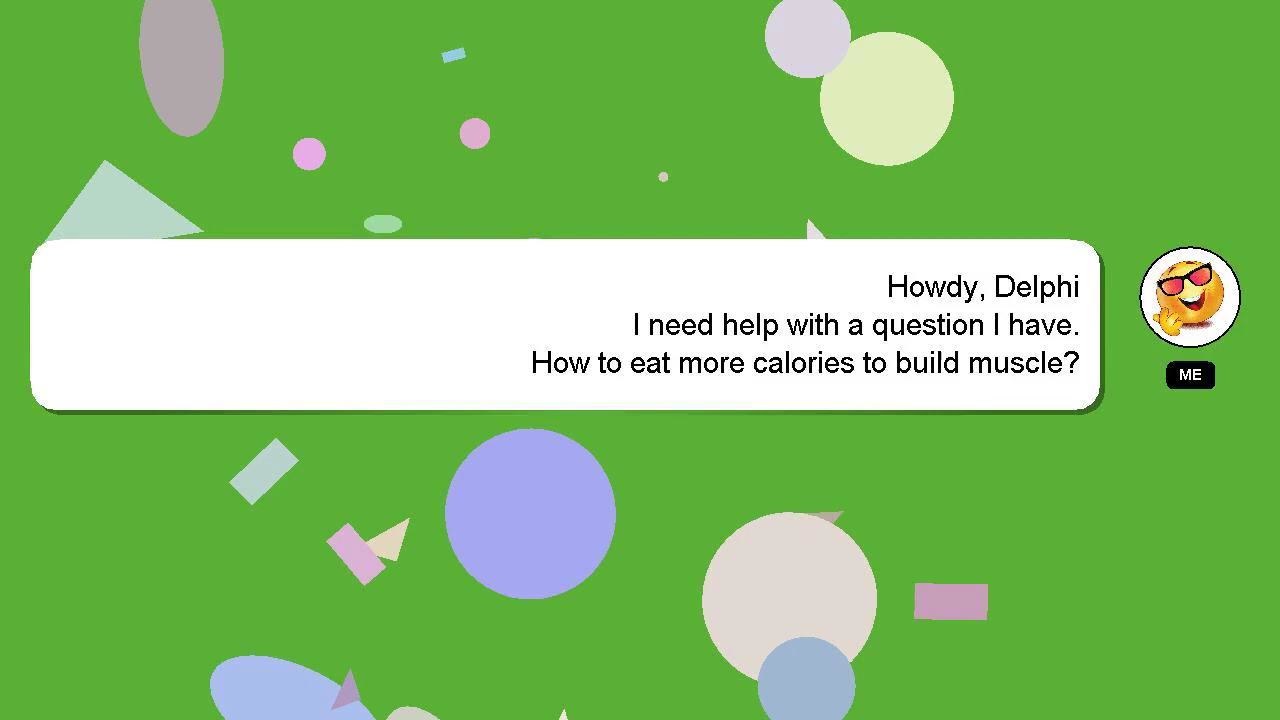 Howdy, Delphi
I need help with a question I have.
How to eat more calories to build muscle?
ME